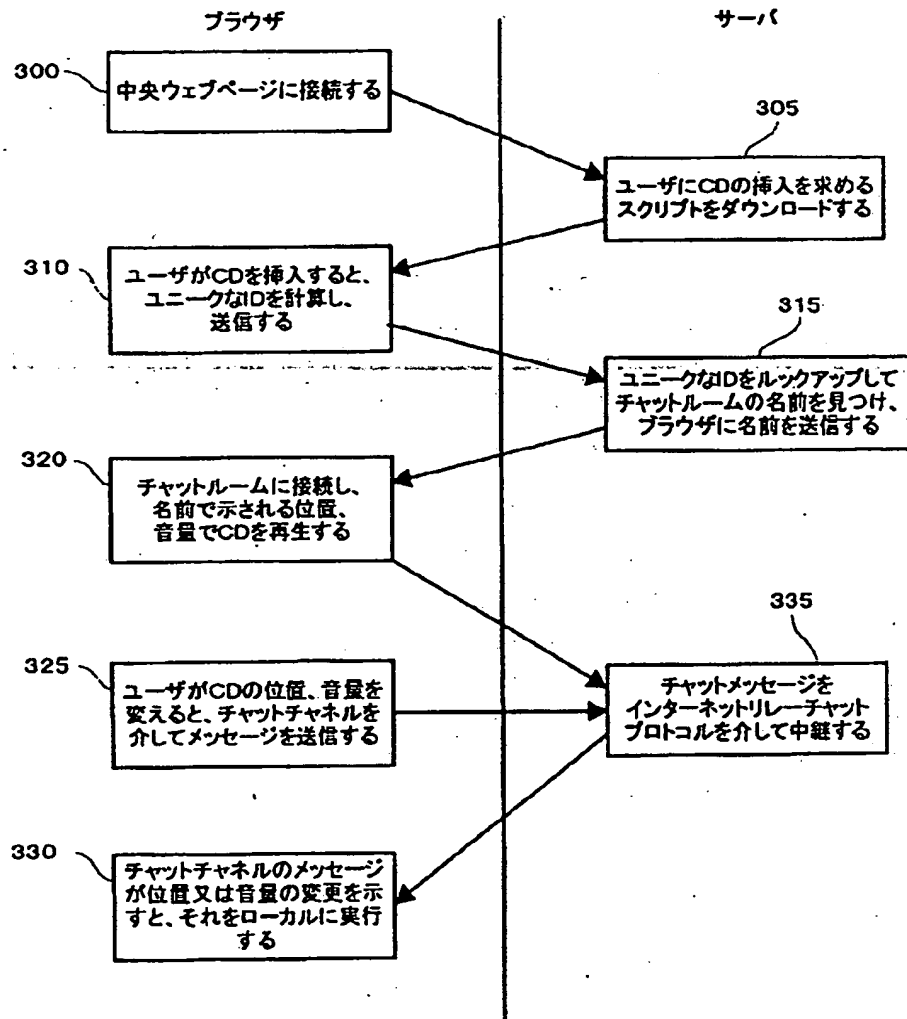 ブラウザ
サーバ
300
中央ウェブページに接続する
305
ユーザにCDの挿入を求める
スクリプトをダウンロードする
310
ユーザがCDを挿入すると、
ユニークなIDを計算し、
送信する
315
ユニークなIDをルックアップして
チャットルームの名前を見つけ、
ブラウザに名前を送信する
320
チャットルームに接続し、
名前で示される位置、
音量でCDを再生する
325
ユーザがCDの位置、音量を
変えると、チャットチャネルを
介してメッセージを送信する
335
チャットメッセージを
インターネットリレーチャット
プロトコルを介して中継する
330
チャットチャネルのメッセージ
が位置又は音量の変更を示
すと、それをローカルに実行
する